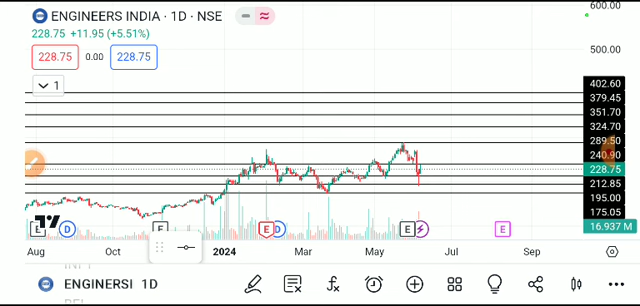 ENGINEERS INDIA · 1D · NSE
228.75 +11.95 (+5.51%)
228.75 0.00 228.75
1
600.00
500.00
402.60
379.45
351.70
324.70
289.50
240.90
228.75
212.85
195.00
175.05
16.937 M
E D E E D E E
Aug Oct 2024 Mar May Jul Sep
ENGINERSI 1D